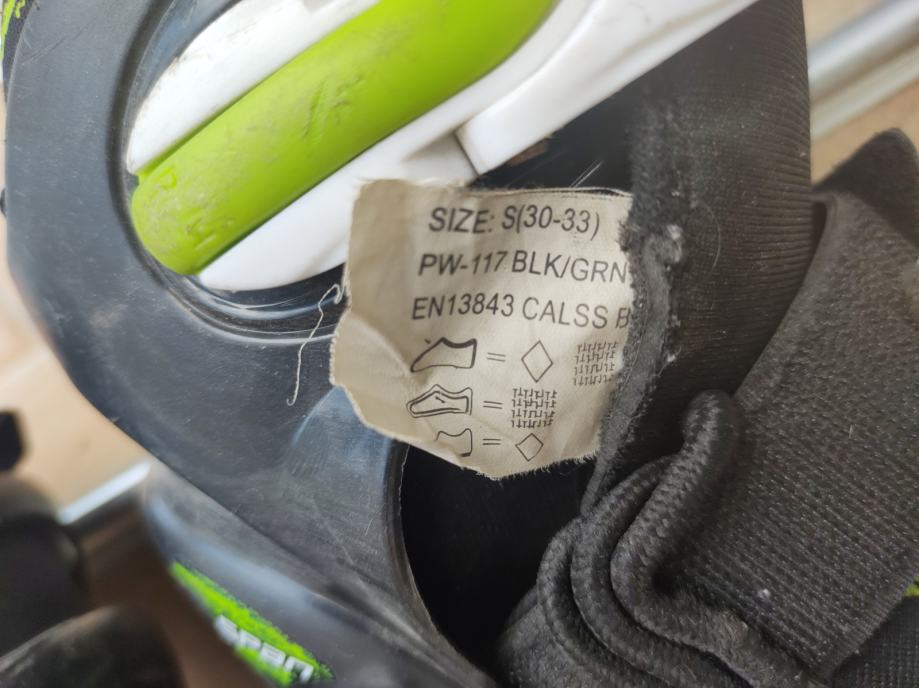 SIZE: S(30-33)
PW-117 BLK/GRN
EN13843 CALSS B